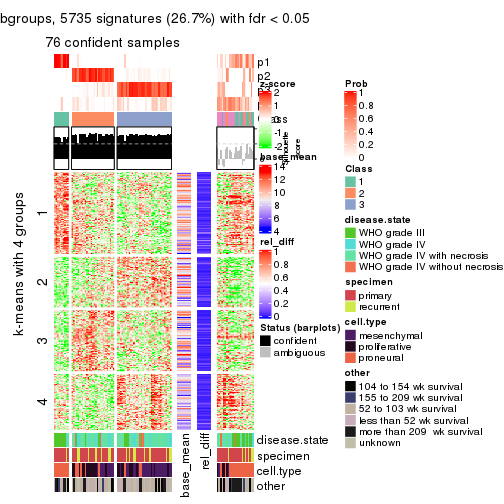 bgroups, 5735 signatures (26.7%) with fdr < 0.05
76 confident samples
p1
p2
z-score
2
1
0
-1
-2
base_mean
14
12
10
8
6
4
rel_diff
1
0.8
0.6
0.4
0.2
0
Status (barplots)
confident
ambiguous
Prob
1
0.8
0.6
0.4
0.2
0
Class
1
2
3
disease.state
WHO grade III
WHO grade IV
WHO grade IV with necrosis
WHO grade IV without necrosis
specimen
primary
recurrent
cell.type
mesenchymal
proliferative
proneural
other
104 to 154 wk survival
155 to 209 wk survival
52 to 103 wk survival
less than 52 wk survival
more than 209 wk survival
unknown
k-means with 4 groups
1
2
3
4
disease.state
specimen
cell.type
other
base_mean
rel_diff